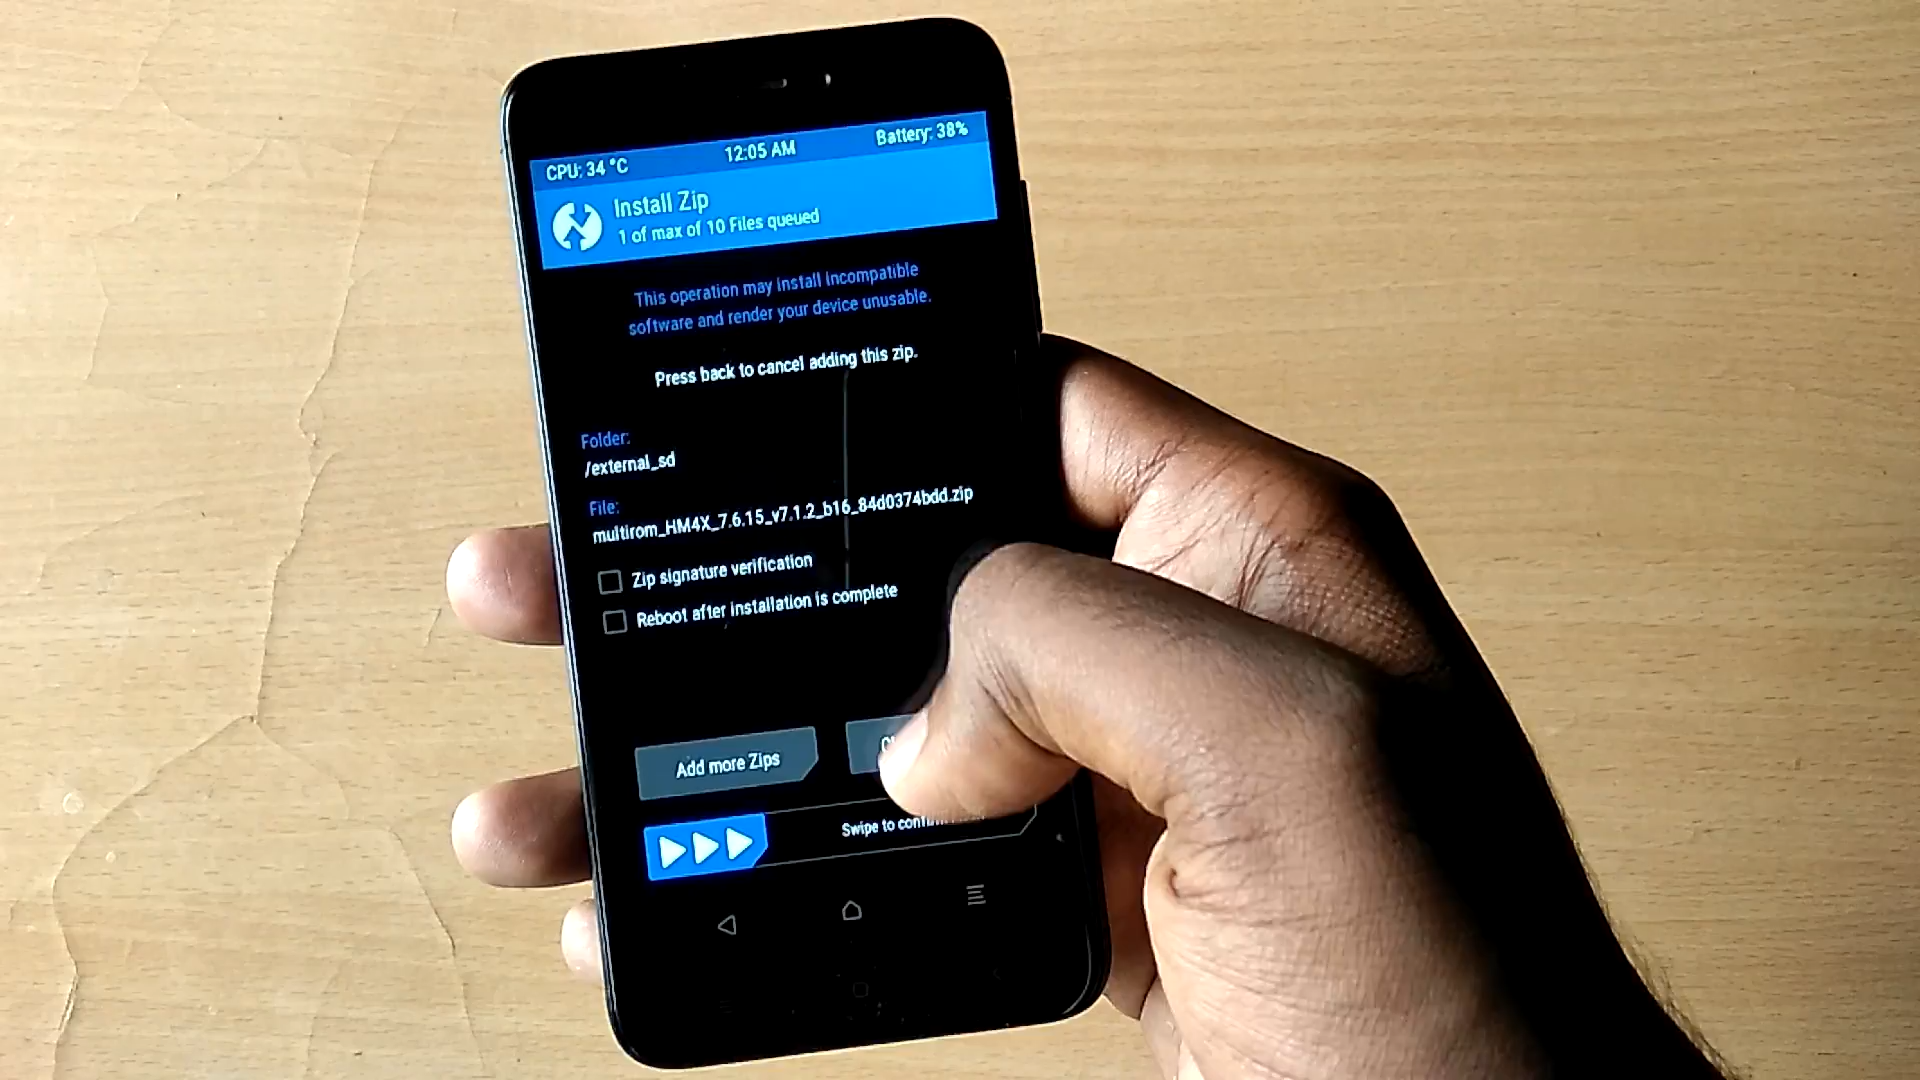 CPU: 34 °C 12:05 AM Battery: 38%
Install Zip
1 of max of 10 Files queued
This operation may install incompatible
software and render your device unusable.
Press back to cancel adding this zip.
Folder:
/external_sd
File:
multirom_HM4X_7.6.15_v7.1.2_b16_84d0374bdd.zip
Zip signature verification
Reboot after installation is complete
Add more Zips
Swipe to